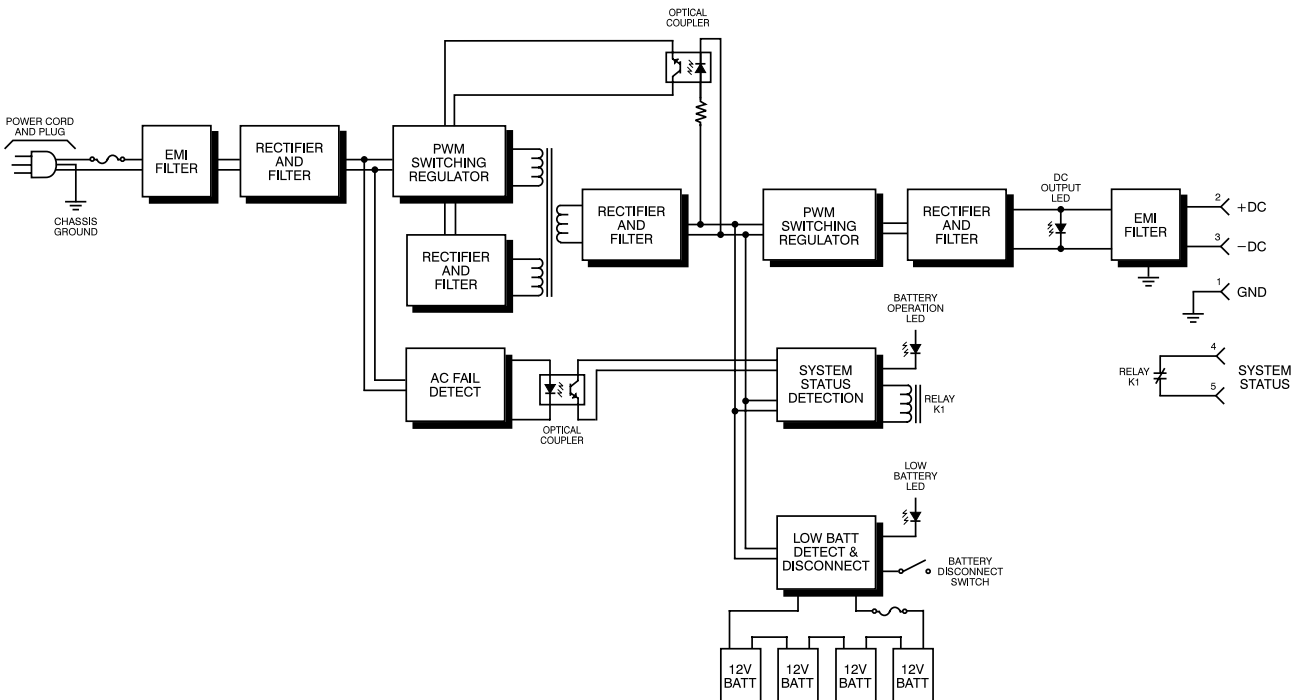 OPTICAL
COUPLER
POWER CORD
AND PLUG
EMI
FILTER
RECTIFIER
AND
FILTER
PWM
SWITCHING
REGULATOR
CHASSIS
GROUND
RECTIFIER
AND
FILTER
RECTIFIER
AND
FILTER
PWM
SWITCHING
REGULATOR
RECTIFIER
AND
FILTER
DC
OUTPUT
LED
EMI
FILTER
2
+DC
3
−DC
1
GND
BATTERY
OPERATION
LED
AC FAIL
DETECT
OPTICAL
COUPLER
SYSTEM
STATUS
DETECTION
RELAY
K1
RELAY
K1
4
5
SYSTEM
STATUS
LOW
BATTERY
LED
LOW BATT
DETECT &
DISCONNECT
BATTERY
DISCONNECT
SWITCH
12V
BATT
12V
BATT
12V
BATT
12V
BATT